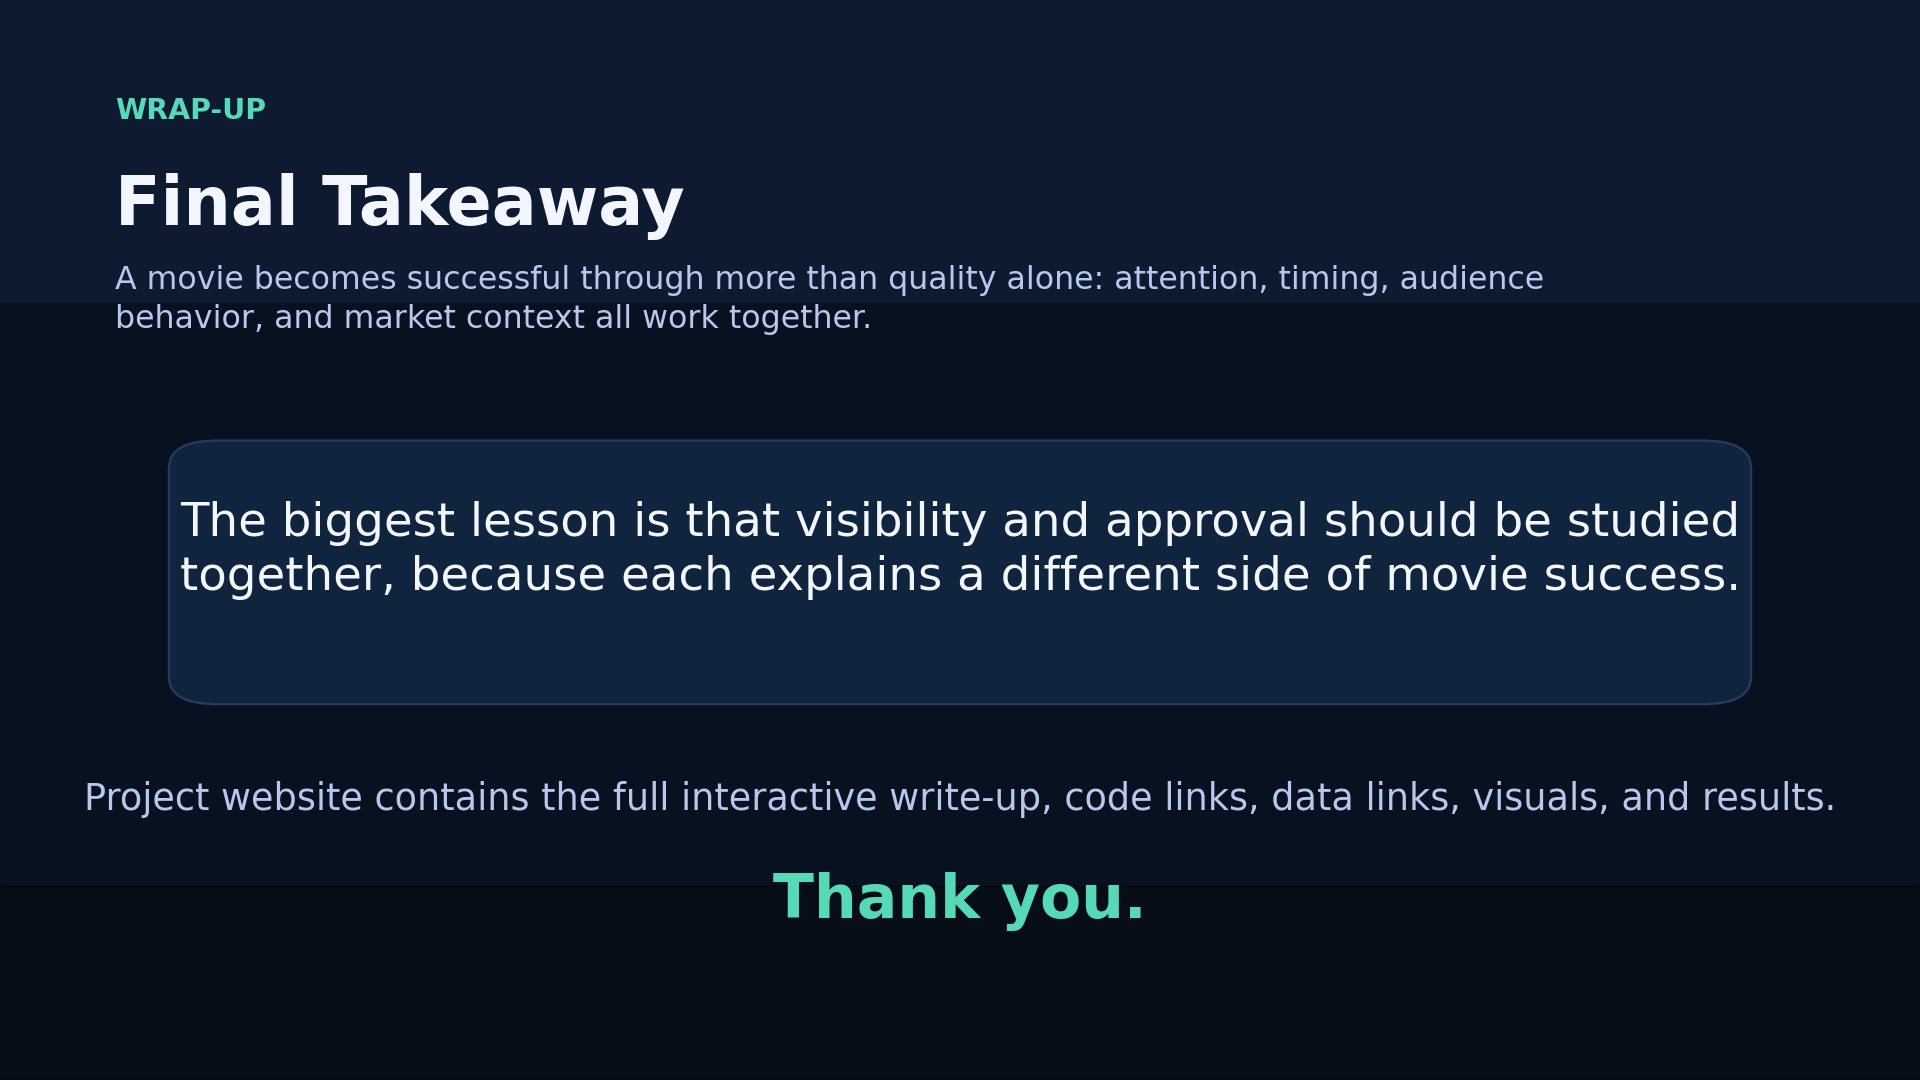 WRAP-UP
Final Takeaway
A movie becomes successful through more than quality alone: attention, timing, audience
behavior, and market context all work together.
The biggest lesson is that visibility and approval should be studied
together, because each explains a different side of movie success.
Project website contains the full interactive write-up, code links, data links, visuals, and results.
Thank you.